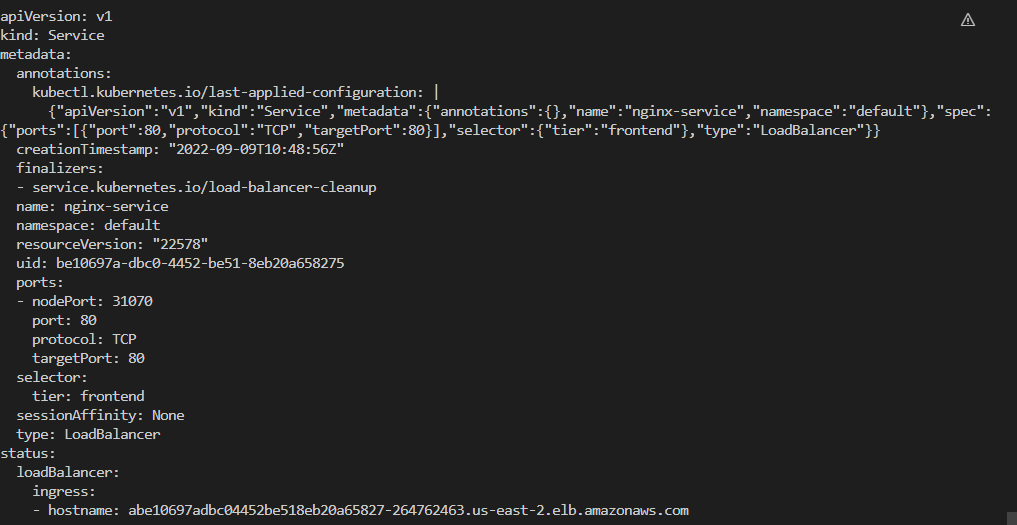 apiVersion: v1
kind: Service
metadata:
  annotations:
    kubectl.kubernetes.io/last-applied-configuration: |
      {"apiVersion":"v1","kind":"Service","metadata":{"annotations":{},"name":"nginx-service","namespace":"default"},"spec":
{"ports":[{"port":80,"protocol":"TCP","targetPort":80}],"selector":{"tier":"frontend"},"type":"LoadBalancer"}}
  creationTimestamp: "2022-09-09T10:48:56Z"
  finalizers:
  - service.kubernetes.io/load-balancer-cleanup
  name: nginx-service
  namespace: default
  resourceVersion: "22578"
  uid: be10697a-dbc0-4452-be51-8eb20a658275
  ports:
  - nodePort: 31070
    port: 80
    protocol: TCP
    targetPort: 80
  selector:
    tier: frontend
  sessionAffinity: None
  type: LoadBalancer
status:
  loadBalancer:
    ingress:
    - hostname: abe10697adbc04452be518eb20a65827-264762463.us-east-2.elb.amazonaws.com